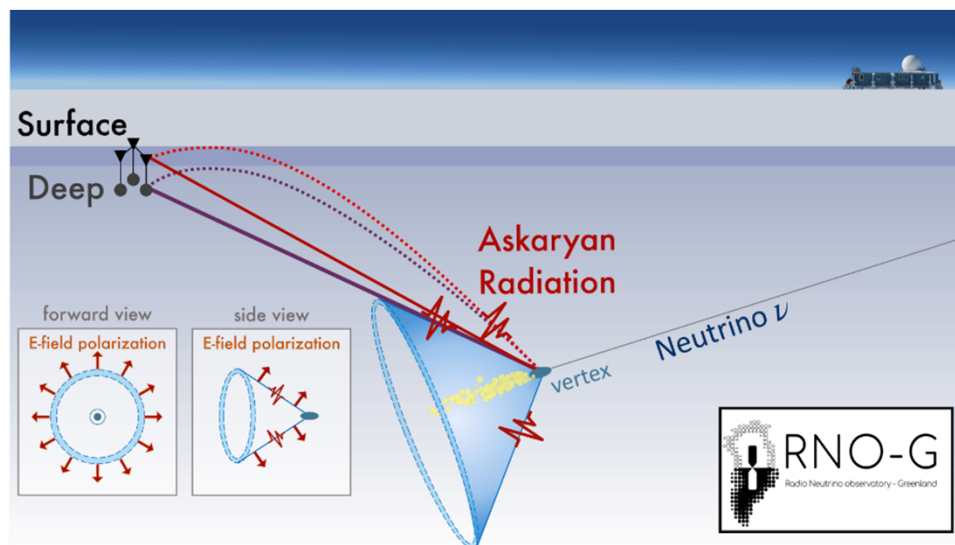 Surface
Deep
Askaryan
Radiation
Neutrino ν
vertex
forward view
E-field polarization
side view
E-field polarization
RNO-G
Radio Neutrino observatory - Greenland